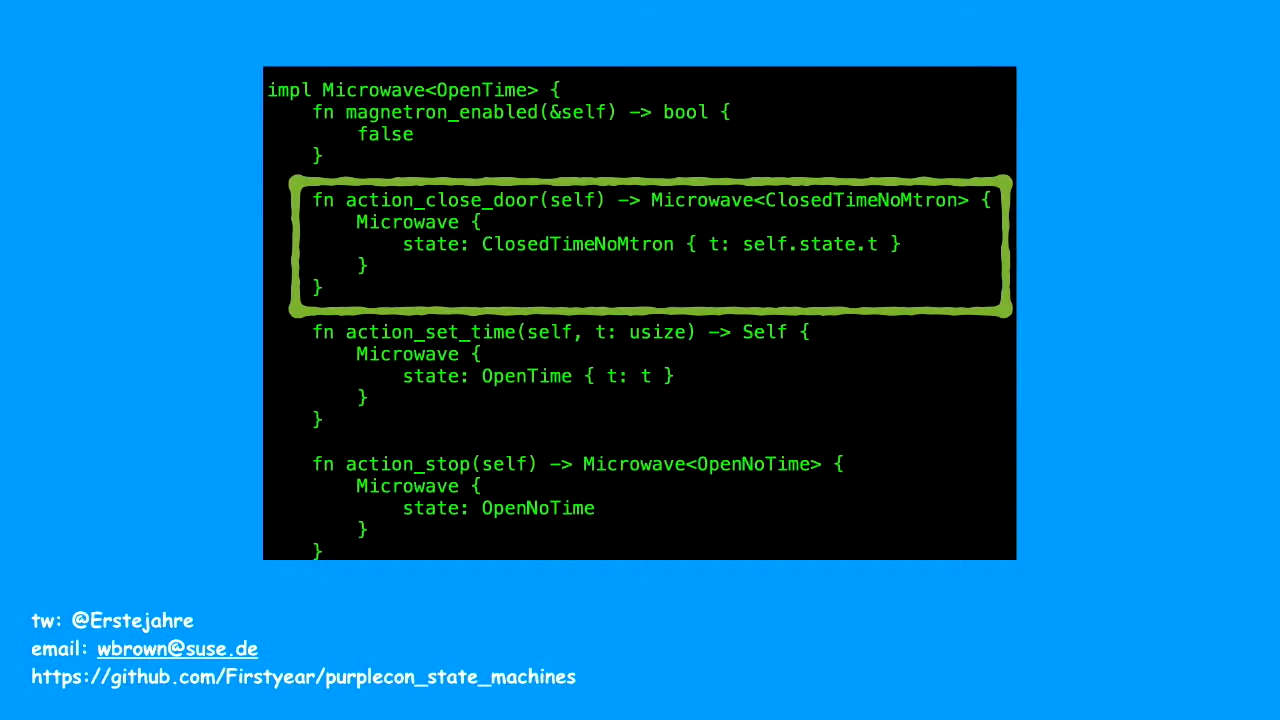 impl Microwave<OpenTime> {
    fn magnetron_enabled(&self) -> bool {
        false
    }
    fn action_close_door(self) -> Microwave<ClosedTimeNoMtron> {
        Microwave {
            state: ClosedTimeNoMtron { t: self.state.t }
        }
    }
    fn action_set_time(self, t: usize) -> Self {
        Microwave {
            state: OpenTime { t: t }
        }
    }
    fn action_stop(self) -> Microwave<OpenNoTime> {
        Microwave {
            state: OpenNoTime
        }
    }
tw: @Erstejahre
email: wbrown@suse.de
https://github.com/Firstyear/purplecon_state_machines